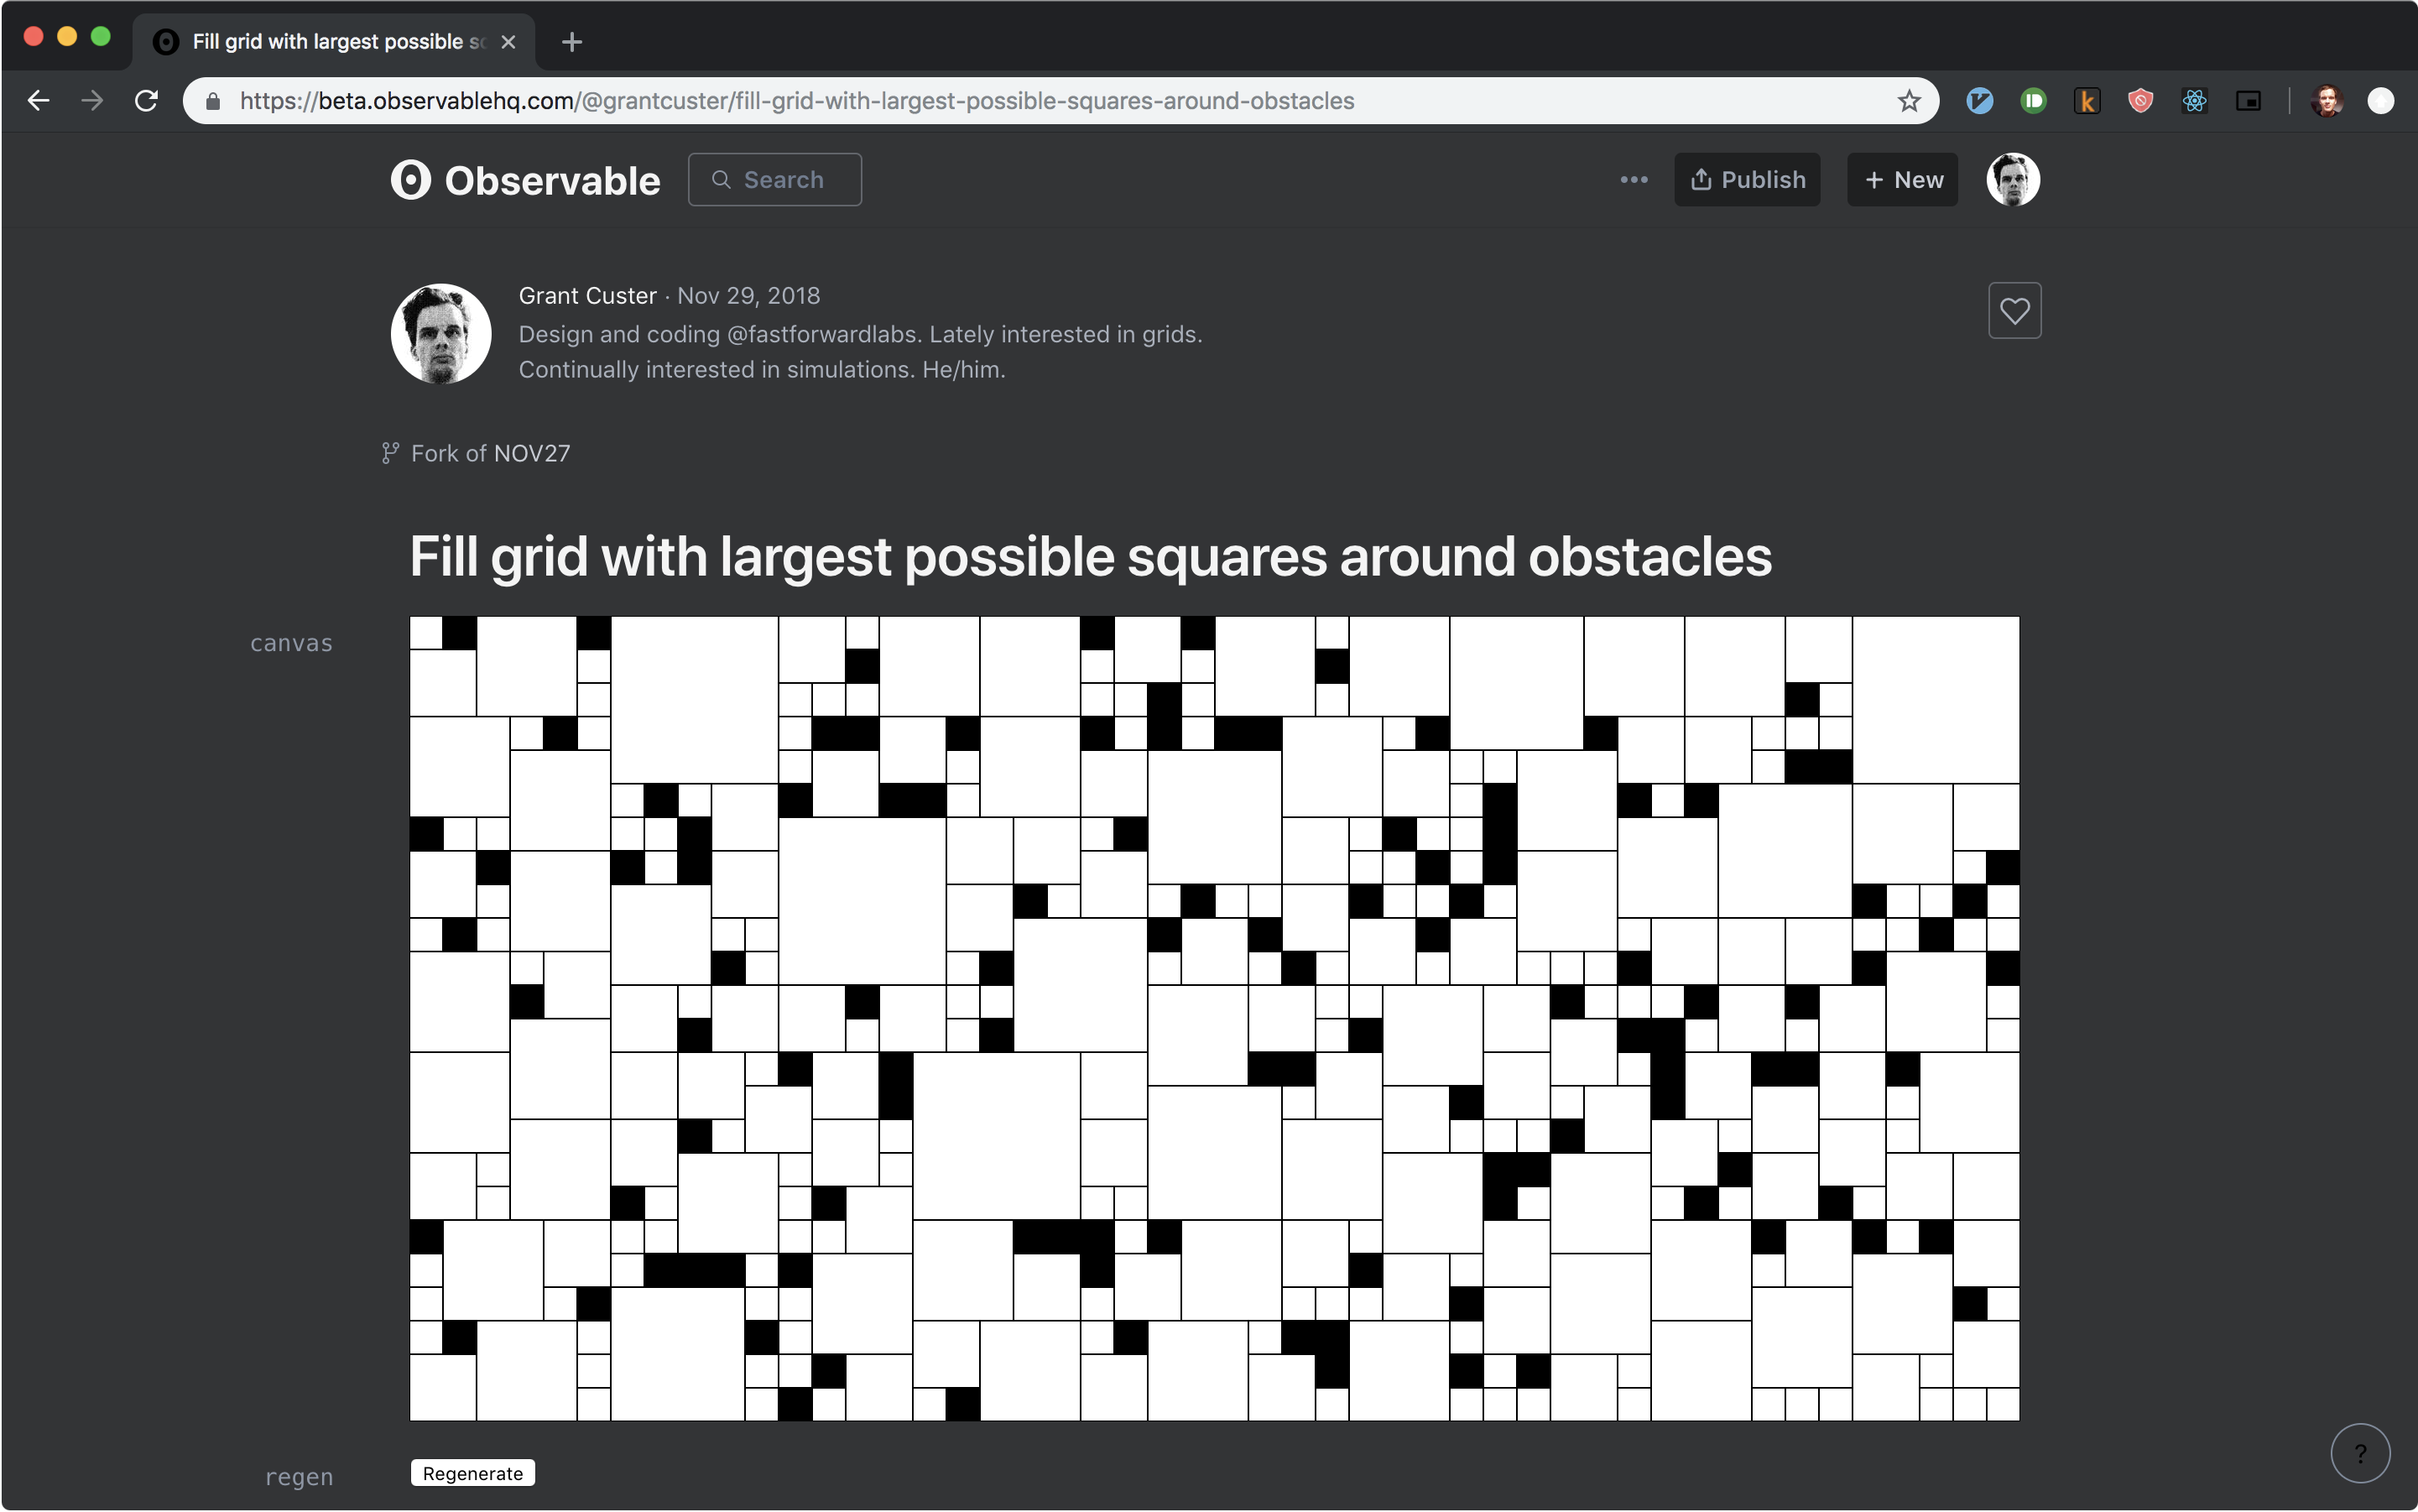 Fill grid with largest possible
https://beta.observablehq.com/@grantcuster/fill-grid-with-largest-possible-squares-around-obstacles
Observable
Search
Publish
New
Grant Custer · Nov 29, 2018
Design and coding @fastforwardlabs. Lately interested in grids.
Continually interested in simulations. He/him.
Fork of NOV27
Fill grid with largest possible squares around obstacles
canvas
regen
Regenerate
?